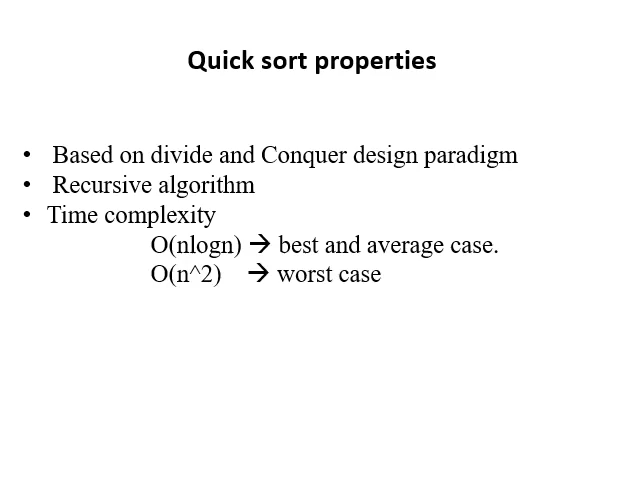 Quick sort properties
• Based on divide and Conquer design paradigm
• Recursive algorithm
• Time complexity
O(nlogn) → best and average case.
O(n^2) → worst case